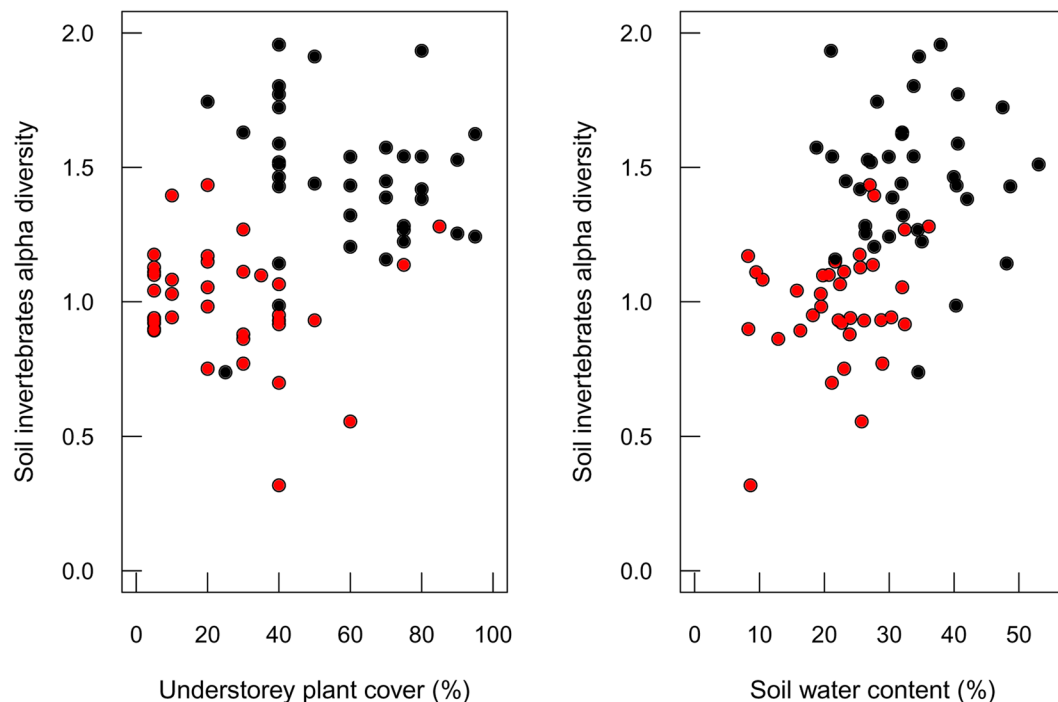 Soil invertebrates alpha diversity
2.0
1.5
1.0
0.5
0.0
0 20 40 60 80 100
Understorey plant cover (%)
Soil invertebrates alpha diversity
2.0
1.5
1.0
0.5
0.0
0 10 20 30 40 50
Soil water content (%)